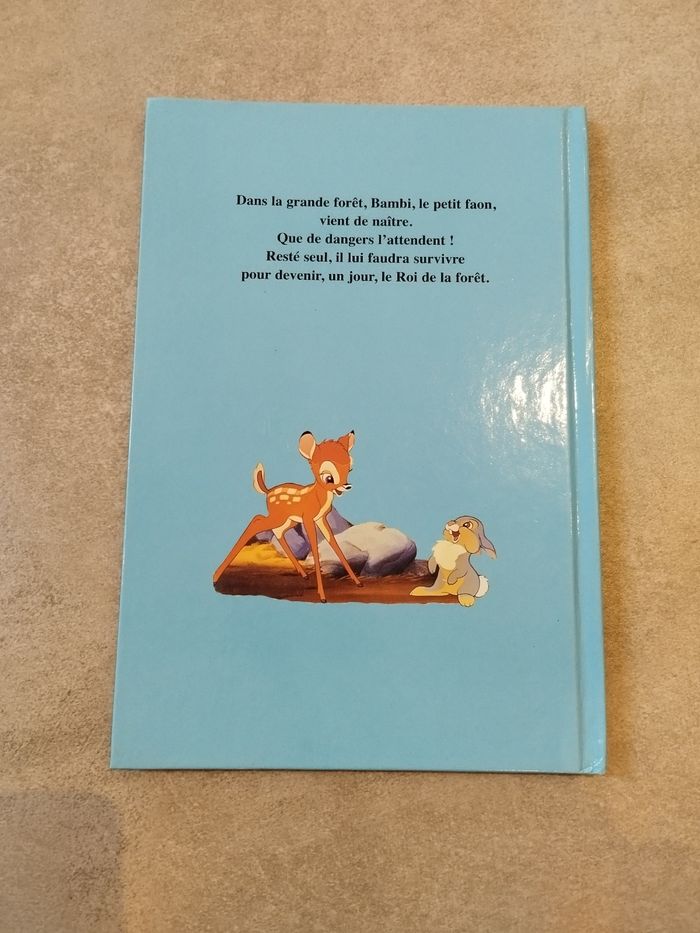 Dans la grande forêt, Bambi, le petit faon,
vient de naître.
Que de dangers l'attendent !
Resté seul, il lui faudra survivre
pour devenir, un jour, le Roi de la forêt.